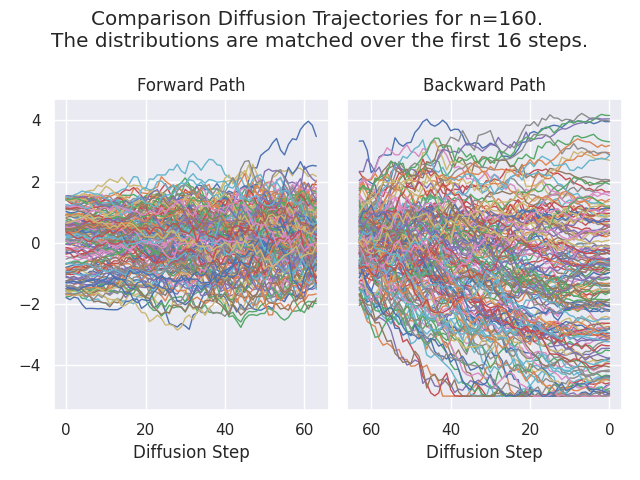 Comparison Diffusion Trajectories for n=160.
The distributions are matched over the first 16 steps.
Forward Path
Backward Path
4
2
0
−2
−4
0 20 40 60
60 40 20 0
Diffusion Step
Diffusion Step